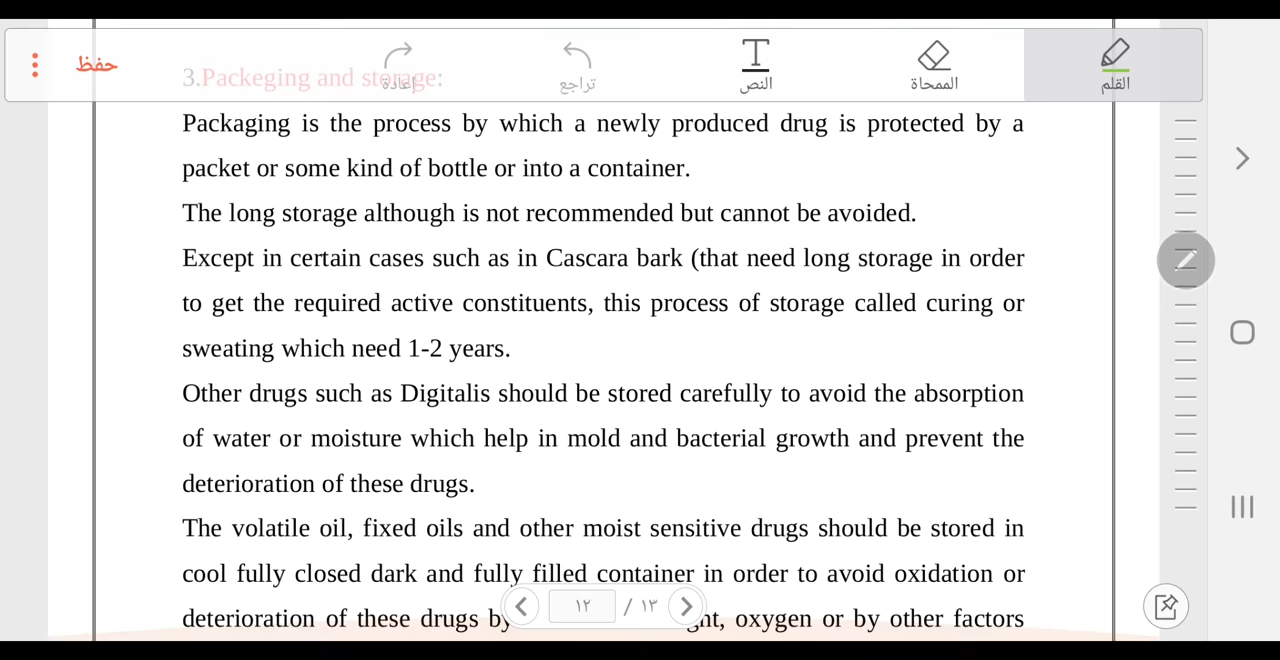 حفظ
إعادة
تراجع
النص
الممحاة
القلم
3.Packeging and storage:
Packaging is the process by which a newly produced drug is protected by a
packet or some kind of bottle or into a container.
The long storage although is not recommended but cannot be avoided.
Except in certain cases such as in Cascara bark (that need long storage in order
to get the required active constituents, this process of storage called curing or
sweating which need 1-2 years.
Other drugs such as Digitalis should be stored carefully to avoid the absorption
of water or moisture which help in mold and bacterial growth and prevent the
deterioration of these drugs.
The volatile oil, fixed oils and other moist sensitive drugs should be stored in
cool fully closed dark and fully filled container in order to avoid oxidation or
deterioration of these drugs by oxygen or by other factors
١٢ / ١٣